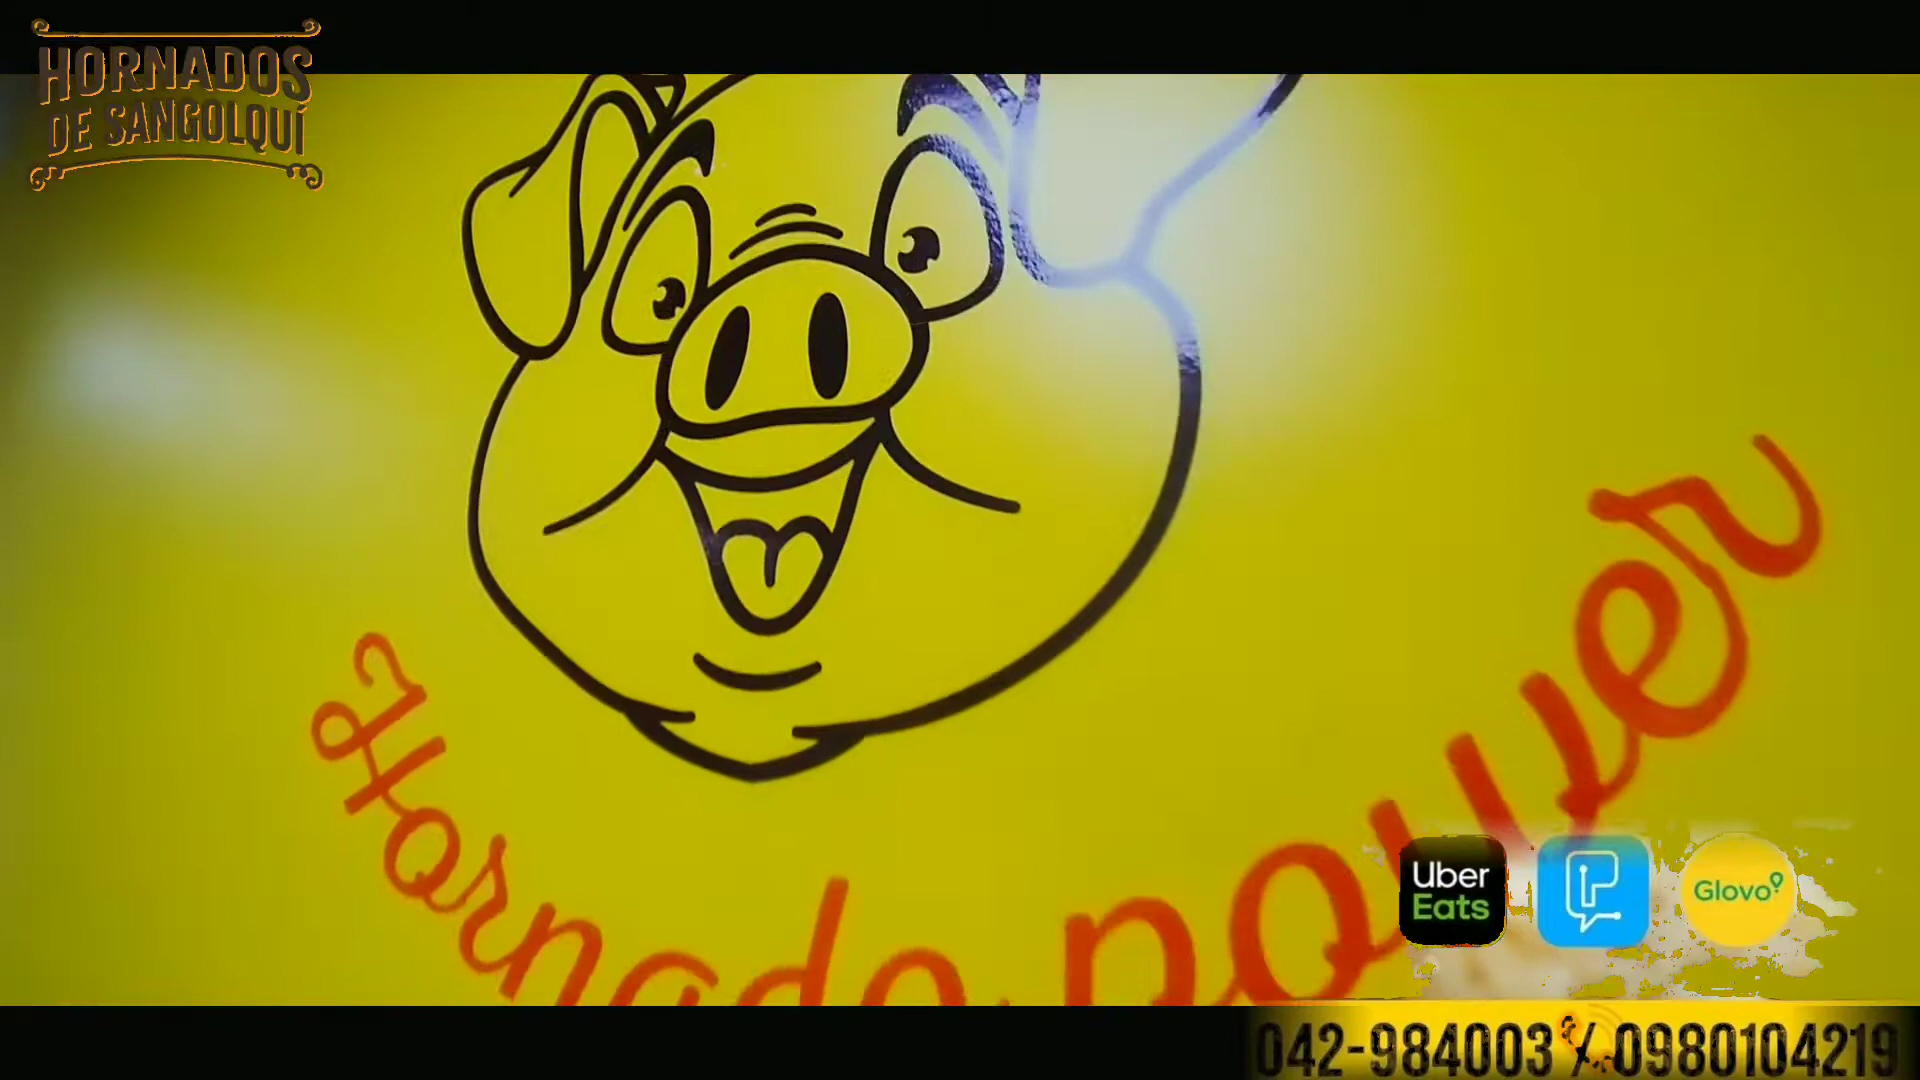 HORNADOS
DE SANGOLQUÍ
Hornado power
Uber
Eats
Glovo
042-984003 / 0980104219